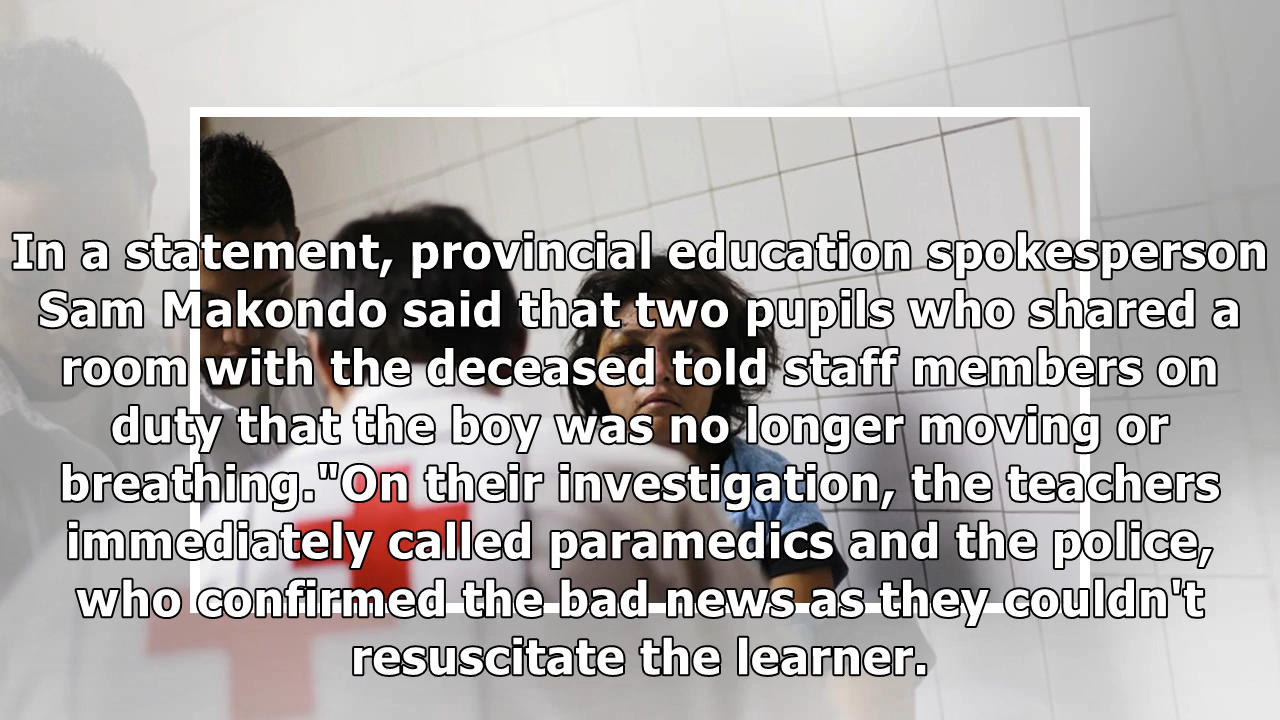 In a statement, provincial education spokesperson
Sam Makondo said that two pupils who shared a
room with the deceased told staff members on
duty that the boy was no longer moving or
breathing."On their investigation, the teachers
immediately called paramedics and the police,
who confirmed the bad news as they couldn't
resuscitate the learner.